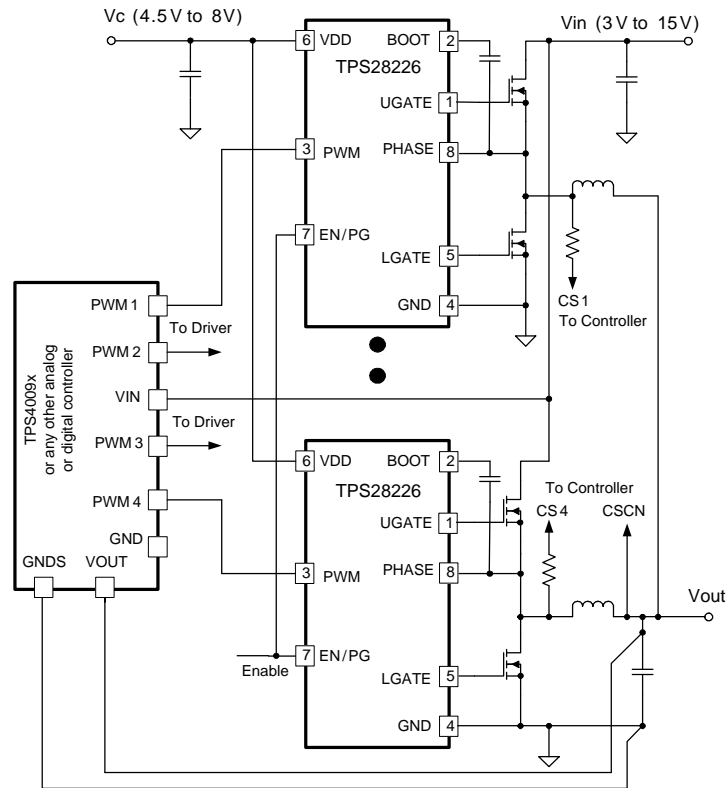 Vc (4.5 V to 8V)
Vin (3 V to 15 V)
6 VDD
BOOT 2
TPS28226
UGATE 1
3 PWM
PHASE 8
7 EN/PG
LGATE 5
GND 4
CS1
To Controller
PWM 1
To Driver
PWM 2
VIN
To Driver
PWM 3
PWM 4
GND
GNDS
VOUT
TPS4009x
or any other analog
or digital controller
6 VDD
BOOT 2
TPS28226
UGATE 1
To Controller
CS 4
CSCN
3 PWM
PHASE 8
Vout
7 EN/PG
Enable
LGATE 5
GND 4